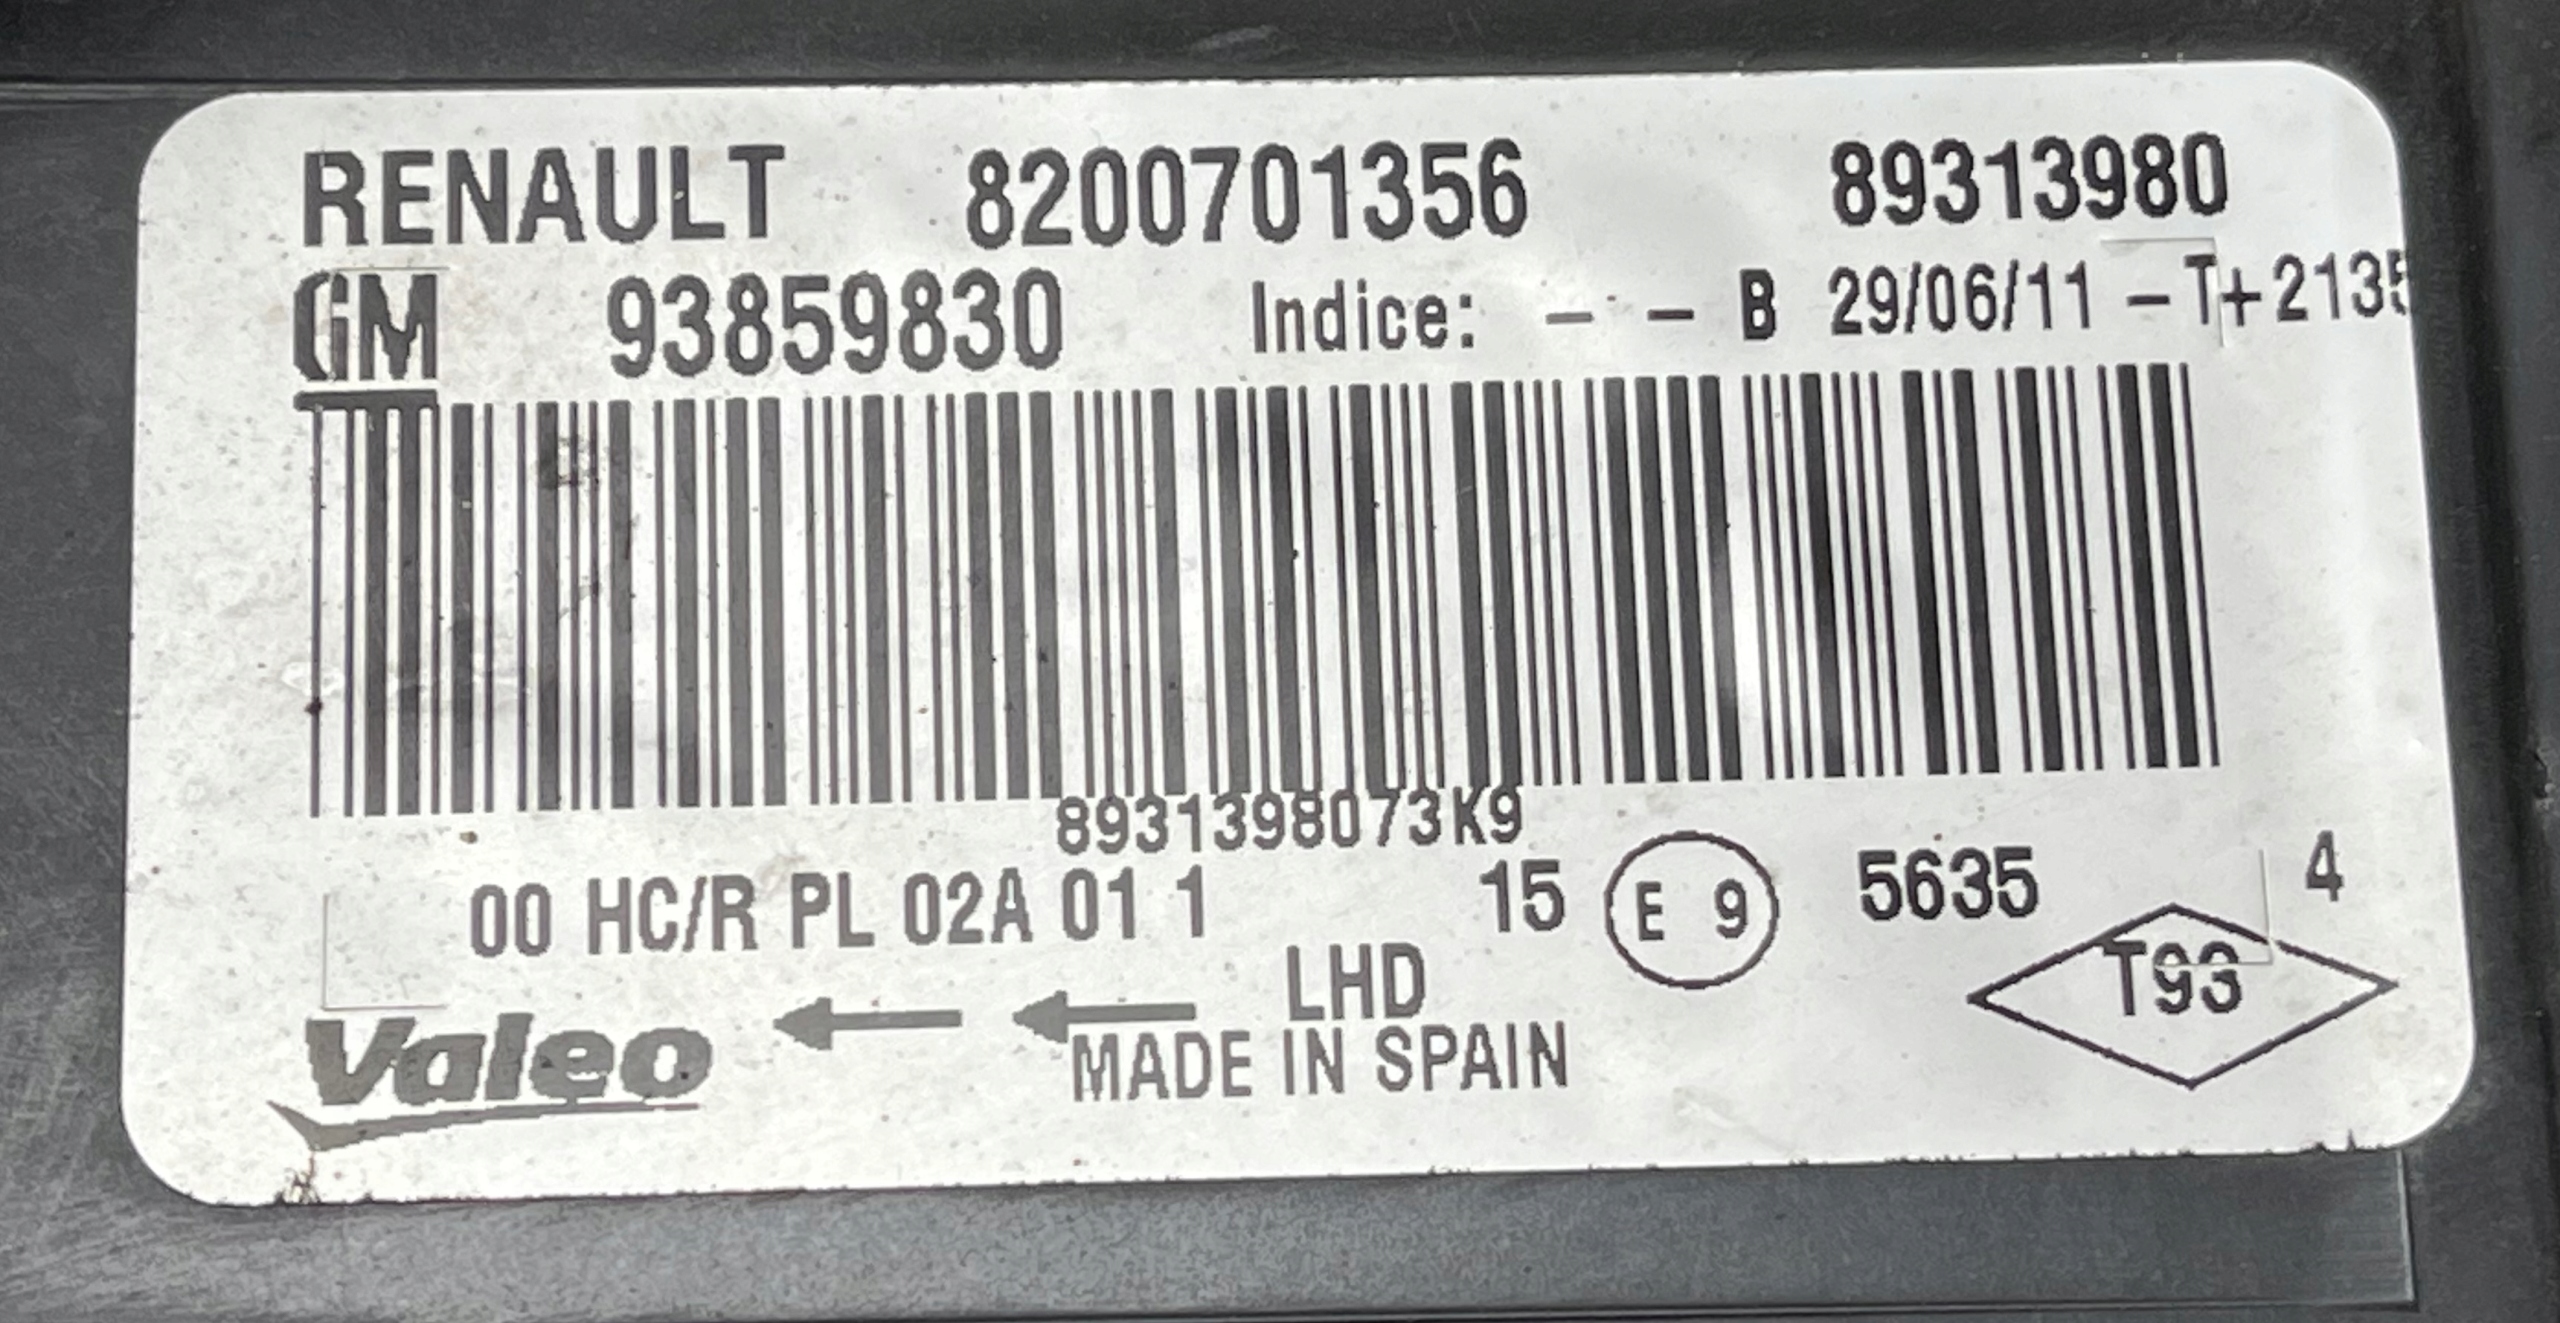 RENAULT 8200701356 89313980
GM 93859830 Indice: - - B 29/06/11 - T+2135
8931398073K9
00 HC/R PL 02A 01 1 15 E 9 5635 4
LHD
T93
Valeo
MADE IN SPAIN